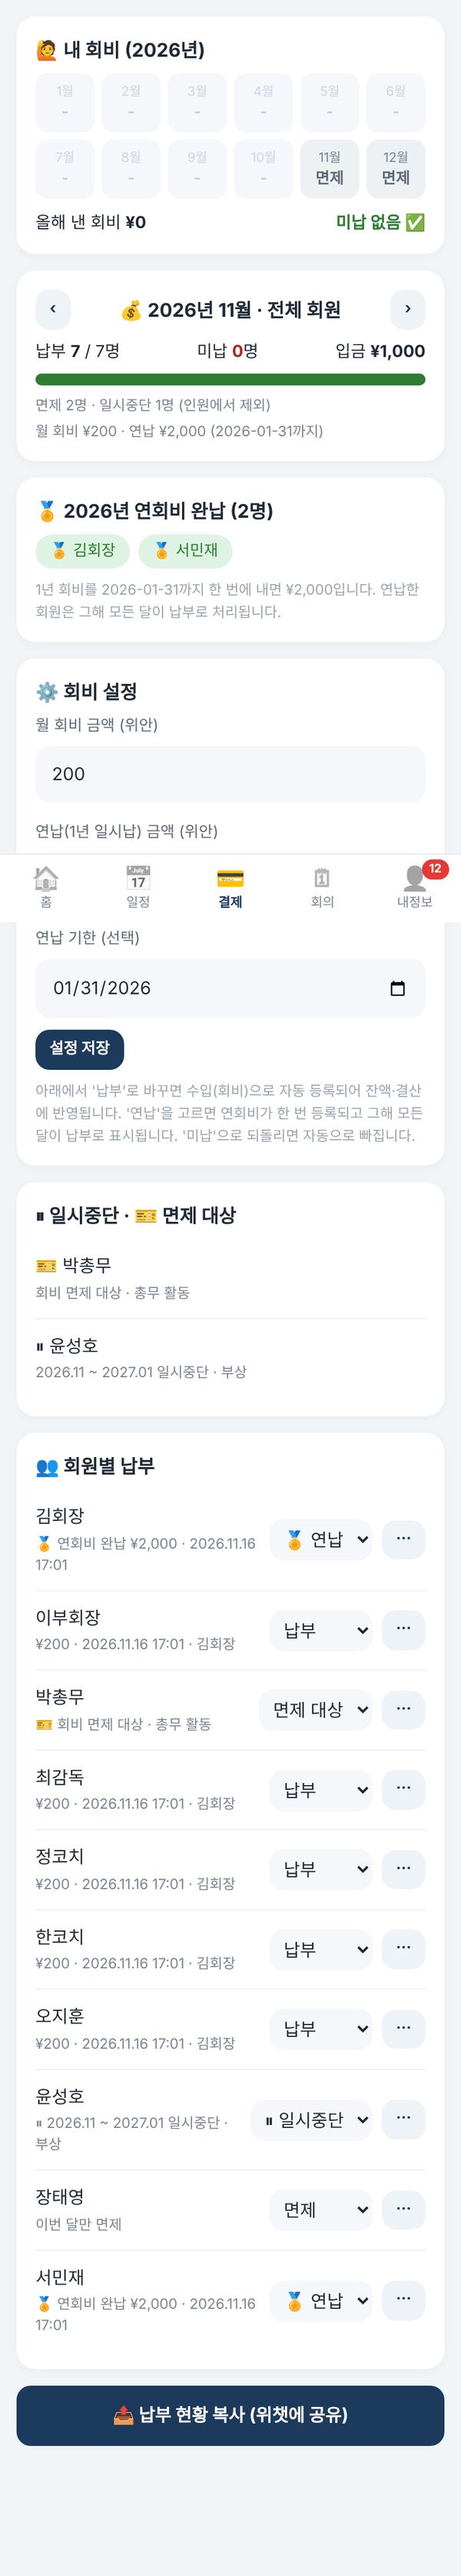 🙋 내 회비 (2026년)
1월 2월 3월 4월 5월 6월
- - - - - -
7월 8월 9월 10월 11월 12월
- - - - 면제 면제
올해 낸 회비 ¥0 미납 없음 ✅
‹ 💰 2026년 11월 · 전체 회원 ›
납부 7 / 7명 미납 0명 입금 ¥1,000
면제 2명 · 일시중단 1명 (인원에서 제외)
월 회비 ¥200 · 연납 ¥2,000 (2026-01-31까지)
🏅 2026년 연회비 완납 (2명)
🏅 김회장 🏅 서민재
1년 회비를 2026-01-31까지 한 번에 내면 ¥2,000입니다. 연납한
회원은 그해 모든 달이 납부로 처리됩니다.
⚙️ 회비 설정
월 회비 금액 (위안)
200
연납(1년 일시납) 금액 (위안)
12
홈 일정 결제 회의 내정보
연납 기한 (선택)
01/31/2026
설정 저장
아래에서 '납부'로 바꾸면 수입(회비)으로 자동 등록되어 잔액·결산
에 반영됩니다. '연납'을 고르면 연회비가 한 번 등록되고 그해 모든
달이 납부로 표시됩니다. '미납'으로 되돌리면 자동으로 빠집니다.
⏸ 일시중단 · 🎫 면제 대상
🎫 박총무
회비 면제 대상 · 총무 활동
⏸ 윤성호
2026.11 ~ 2027.01 일시중단 · 부상
👥 회원별 납부
김회장
🏅 연회비 완납 ¥2,000 · 2026.11.16
17:01
🏅 연납 ⋯
이부회장
¥200 · 2026.11.16 17:01 · 김회장
납부 ⋯
박총무
🎫 회비 면제 대상 · 총무 활동
면제 대상 ⋯
최감독
¥200 · 2026.11.16 17:01 · 김회장
납부 ⋯
정코치
¥200 · 2026.11.16 17:01 · 김회장
납부 ⋯
한코치
¥200 · 2026.11.16 17:01 · 김회장
납부 ⋯
오지훈
¥200 · 2026.11.16 17:01 · 김회장
납부 ⋯
윤성호
⏸ 2026.11 ~ 2027.01 일시중단 ·
부상
⏸ 일시중단 ⋯
장태영
이번 달만 면제
면제 ⋯
서민재
🏅 연회비 완납 ¥2,000 · 2026.11.16
17:01
🏅 연납 ⋯
📤 납부 현황 복사 (위챗에 공유)